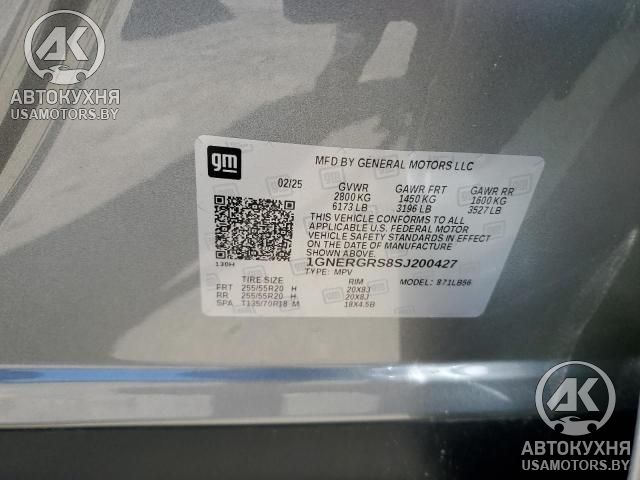 AK
АВТОКУХНЯ
USAMOTORS.BY
gm
MFD BY GENERAL MOTORS LLC
02/25 GVWR GAWR FRT GAWR RR
2800 KG 1450 KG 1600 KG
6173 LB 3196 LB 3527 LB
THIS VEHICLE CONFORMS TO ALL
APPLICABLE U.S. FEDERAL MOTOR
VEHICLE SAFETY STANDARDS IN EFFECT
ON THE DATE OF MANUFACTURE
SHOWN ABOVE.
130H 1GNERGRS8SJ200427
TYPE: MPV MODEL: 871LB56
TIRE SIZE RIM
FRT 255/55R20 H 20X8J
RR 255/55R20 H 20X8J
SPA T135/70R18 M 18X4.5B
AK
АВТОКУХНЯ
USAMOTORS.BY